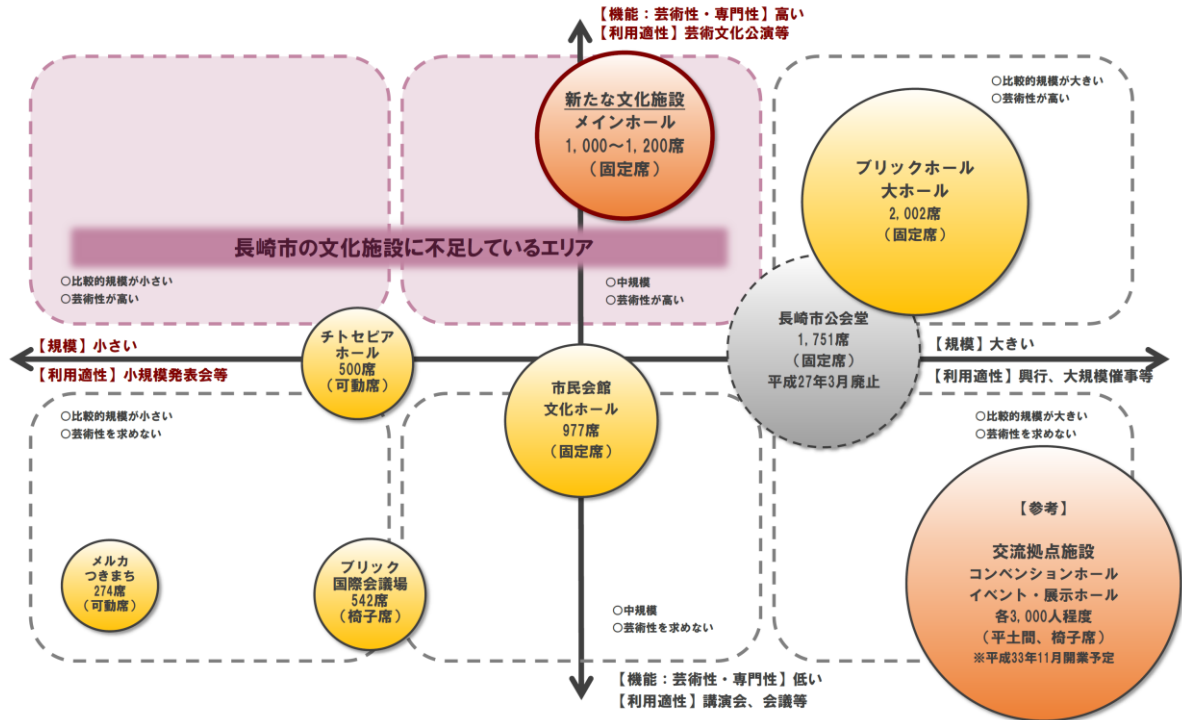 【機能：芸術性・専門性】高い
【利用適性】芸術文化公演等
新たな文化施設
メインホール
1,000～1,200席
（固定席）
○比較的規模が大きい
○芸術性が高い
ブリックホール
大ホール
2,002席
（固定席）
長崎市の文化施設に不足しているエリア
○比較的規模が小さい
○芸術性が高い
○中規模
○芸術性が高い
チトセピア
ホール
500席
（可動席）
長崎市公会堂
1,751席
（固定席）
平成27年3月廃止
【規模】小さい
【利用適性】小規模発表会等
【規模】大きい
【利用適性】興行、大規模催事等
市民会館
文化ホール
977席
（固定席）
○比較的規模が小さい
○芸術性を求めない
○比較的規模が大きい
○芸術性を求めない
メルカ
つきまち
274席
（可動席）
ブリック
国際会議場
542席
（椅子席）
○中規模
○芸術性を求めない
【参考】
交流拠点施設
コンベンションホール
イベント・展示ホール
各3,000人程度
（平土間、椅子席）
※平成33年11月開業予定
【機能：芸術性・専門性】低い
【利用適性】講演会、会議等